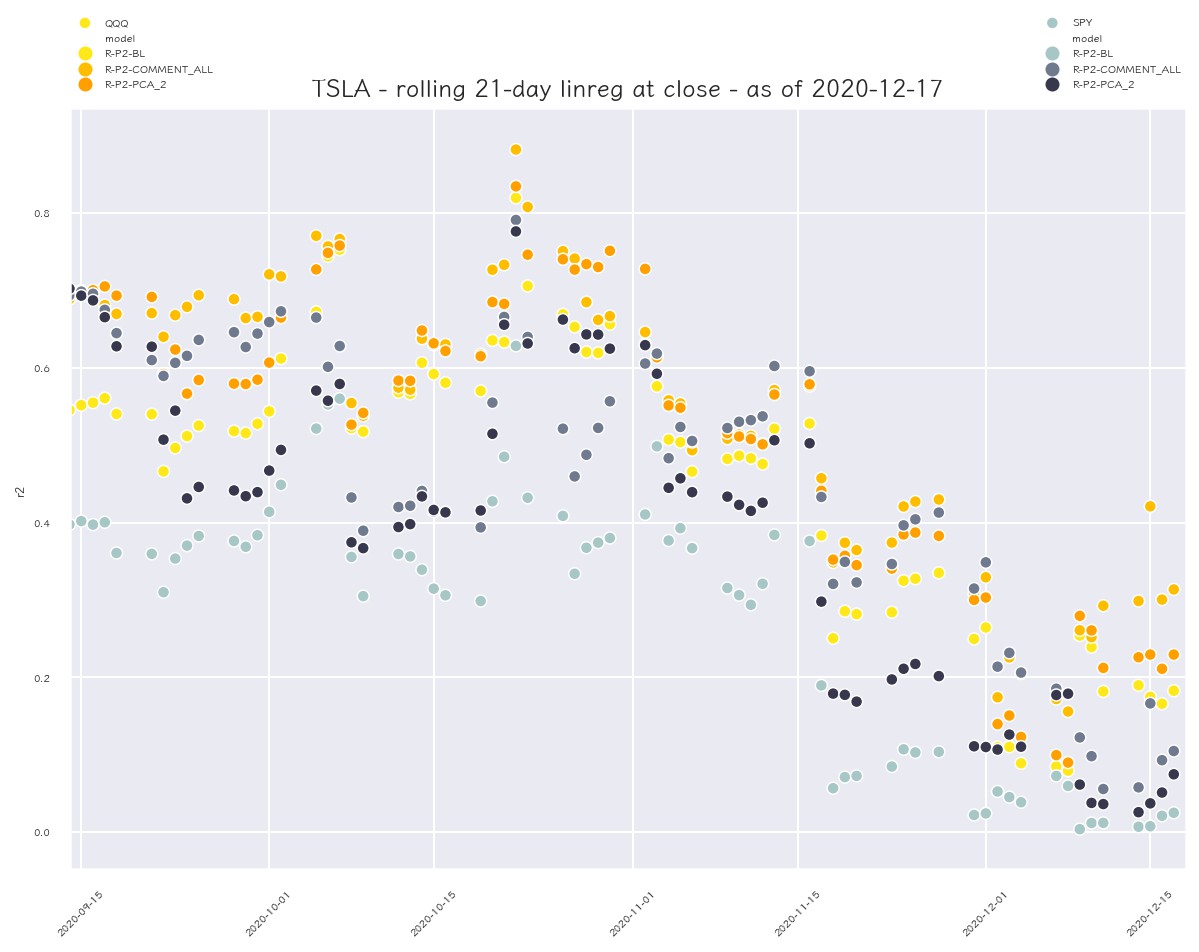 QQQ
model
R-P2-BL
R-P2-COMMENT_ALL
R-P2-PCA_2
SPY
model
R-P2-BL
R-P2-COMMENT_ALL
R-P2-PCA_2
TSLA - rolling 21-day linreg at close - as of 2020-12-17
r2
0.8
0.6
0.4
0.2
0.0
2020-09-15
2020-10-01
2020-10-15
2020-11-01
2020-11-15
2020-12-01
2020-12-15